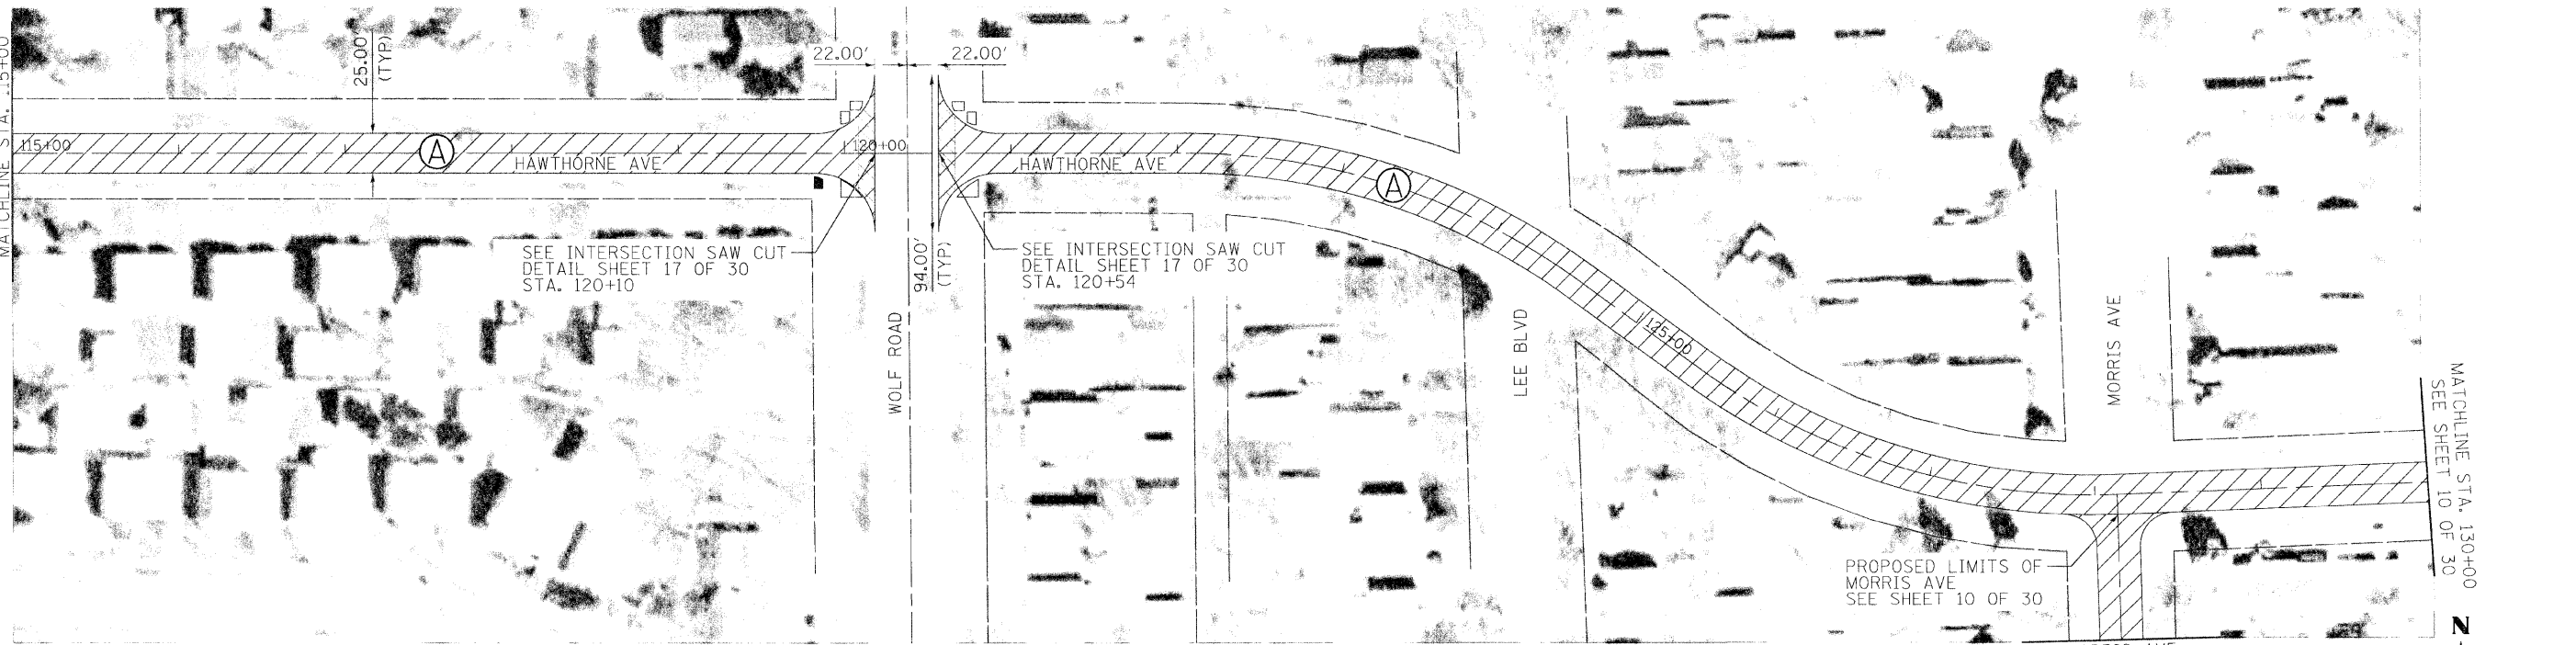 MATCHLINE STA. 115+00
25.00'
(TYP)
22.00'
22.00'
115+00
A
HAWTHORNE AVE
120+00
HAWTHORNE AVE
A
SEE INTERSECTION SAW CUT
DETAIL SHEET 17 OF 30
STA. 120+10
94.00'
(TYP)
SEE INTERSECTION SAW CUT
DETAIL SHEET 17 OF 30
STA. 120+54
WOLF ROAD
LEE BLVD
125+00
MORRIS AVE
MATCHLINE STA. 130+00
SEE SHEET 10 OF 30
PROPOSED LIMITS OF
MORRIS AVE
SEE SHEET 10 OF 30
N